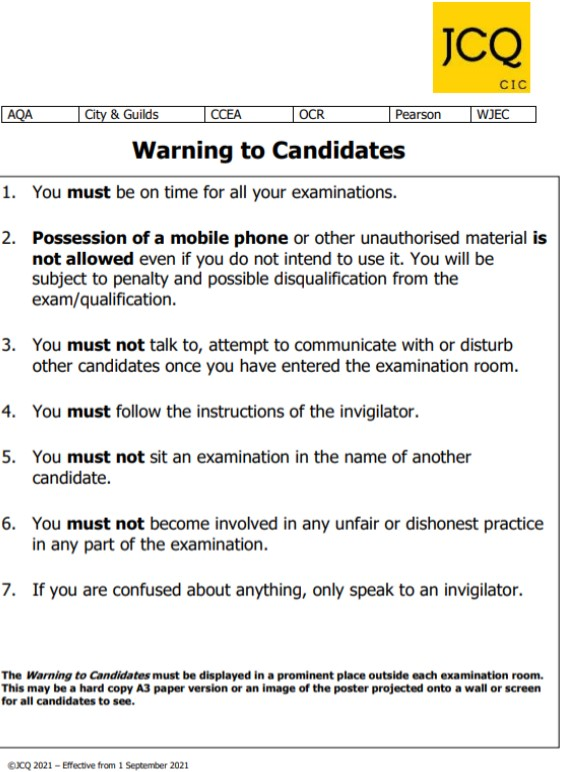 JCQ
CIC
AQA City & Guilds CCEA OCR Pearson WJEC
Warning to Candidates
1. You must be on time for all your examinations.
2. Possession of a mobile phone or other unauthorised material is
not allowed even if you do not intend to use it. You will be
subject to penalty and possible disqualification from the
exam/qualification.
3. You must not talk to, attempt to communicate with or disturb
other candidates once you have entered the examination room.
4. You must follow the instructions of the invigilator.
5. You must not sit an examination in the name of another
candidate.
6. You must not become involved in any unfair or dishonest practice
in any part of the examination.
7. If you are confused about anything, only speak to an invigilator.
The Warning to Candidates must be displayed in a prominent place outside each examination room.
This may be a hard copy A3 paper version or an image of the poster projected onto a wall or screen
for all candidates to see.
©JCQ 2021 – Effective from 1 September 2021